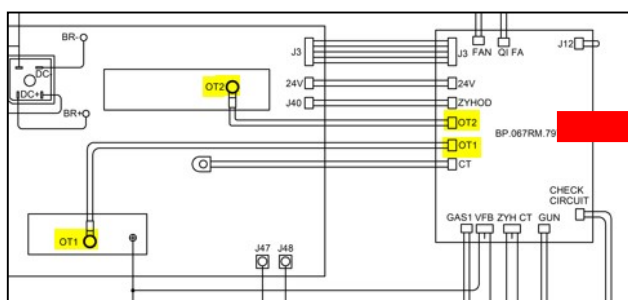 BR-
DC-
DC+
BR+
OT2
J3
24V
J40
OT1
J47
J48
J3
FAN
QI FA
J12
24V
ZYHOD
OT2
OT1
CT
BP.067RM.79
CHECK
CIRCUIT
GAS1
VFB
ZYH
CT
GUN